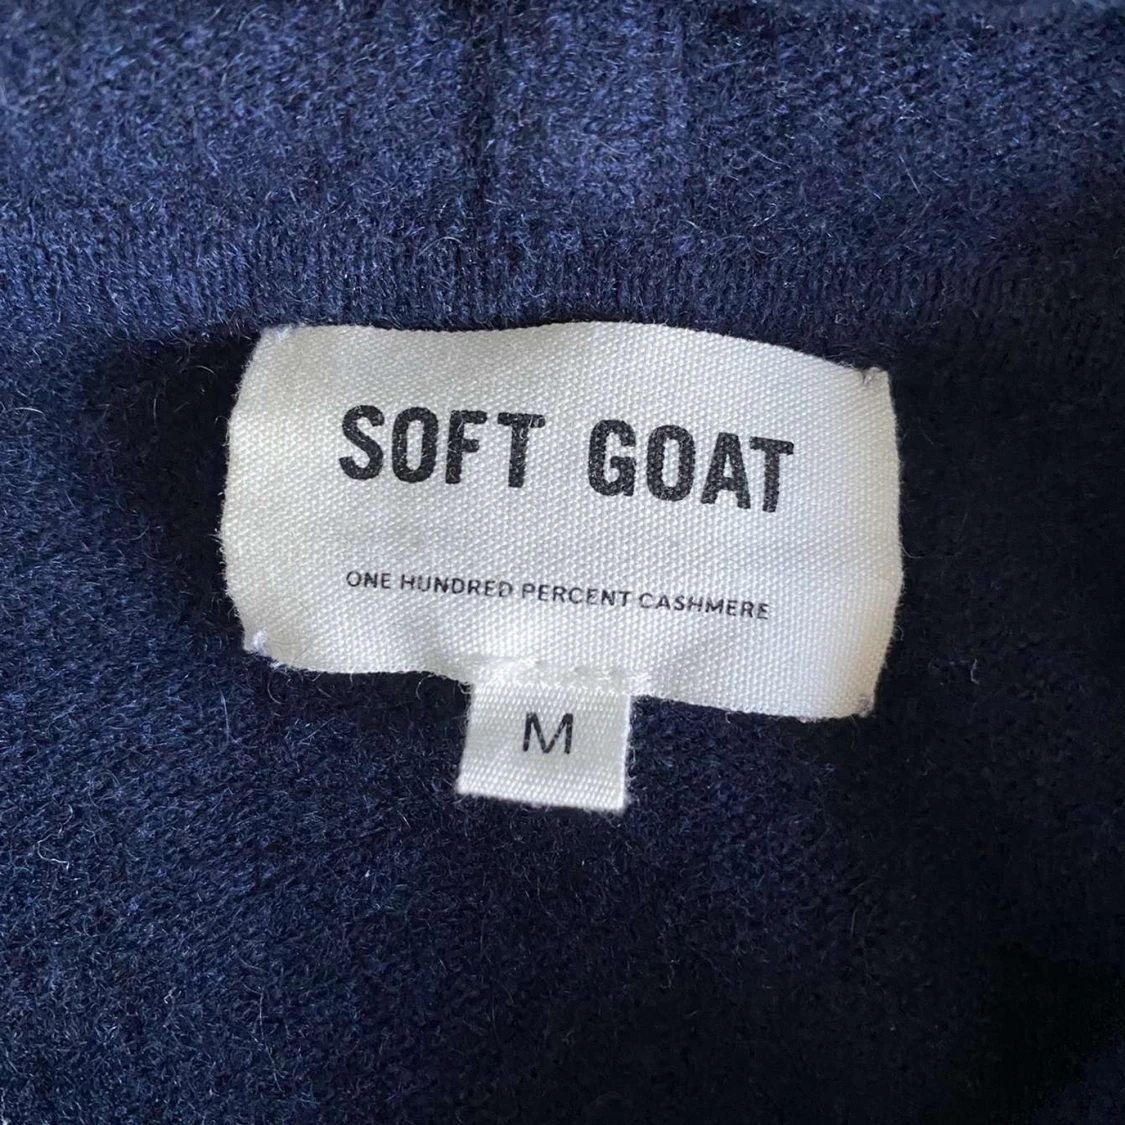 SOFT GOAT
ONE HUNDRED PERCENT CASHMERE
M